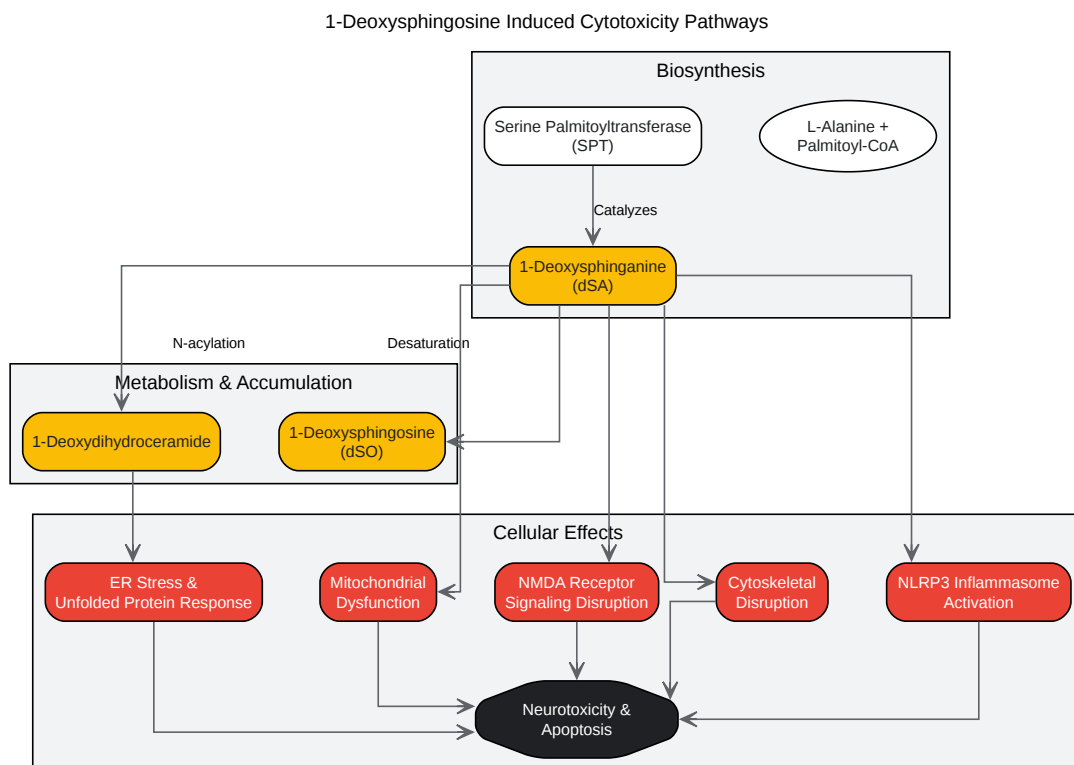 1-Deoxysphingosine Induced Cytotoxicity Pathways
Biosynthesis
Serine Palmitoyltransferase
(SPT)
L-Alanine +
Palmitoyl-CoA
Catalyzes
1-Deoxysphinganine
(dSA)
N-acylation
Desaturation
Metabolism & Accumulation
1-Deoxydihydroceramide
1-Deoxysphingosine
(dSO)
Cellular Effects
ER Stress &
Unfolded Protein Response
Mitochondrial
Dysfunction
NMDA Receptor
Signaling Disruption
Cytoskeletal
Disruption
NLRP3 Inflammasome
Activation
Neurotoxicity &
Apoptosis